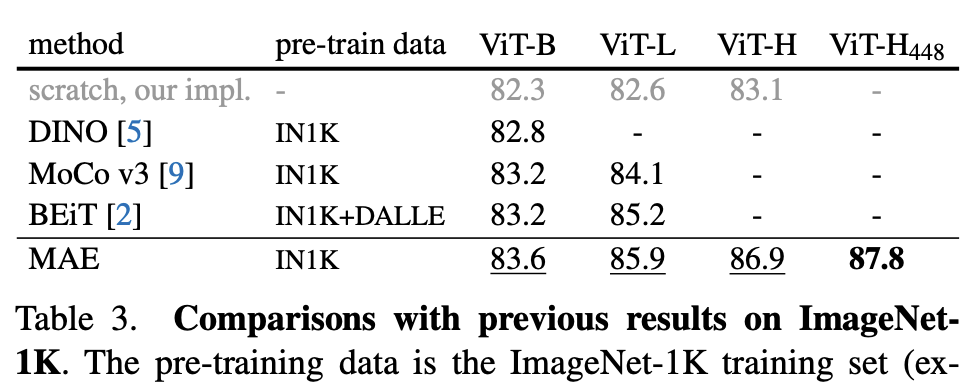 method pre-train data ViT-B ViT-L ViT-H ViT-H448
scratch, our impl. - 82.3 82.6 83.1 -
DINO [5] IN1K 82.8 - - -
MoCo v3 [9] IN1K 83.2 84.1 - -
BEiT [2] IN1K+DALLE 83.2 85.2 - -
MAE IN1K 83.6 85.9 86.9 87.8
Table 3. Comparisons with previous results on ImageNet-
1K. The pre-training data is the ImageNet-1K training set (ex-